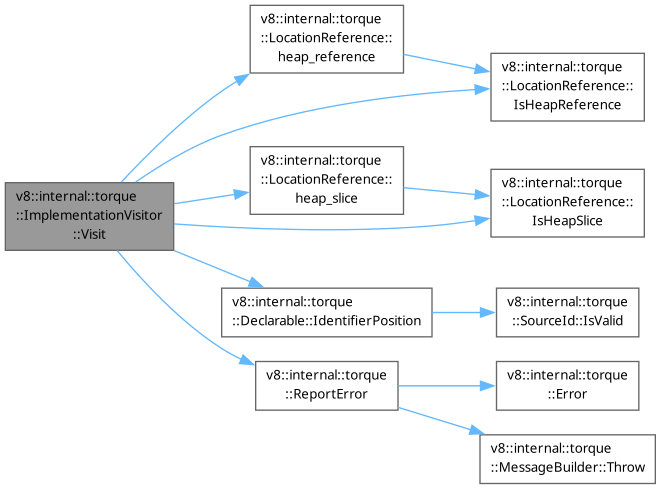 v8::internal::torque
::LocationReference::
heap_reference
v8::internal::torque
::LocationReference::
IsHeapReference
v8::internal::torque
::LocationReference::
heap_slice
v8::internal::torque
::LocationReference::
IsHeapSlice
v8::internal::torque
::ImplementationVisitor
::Visit
v8::internal::torque
::Declarable::IdentifierPosition
v8::internal::torque
::SourceId::IsValid
v8::internal::torque
::ReportError
v8::internal::torque
::Error
v8::internal::torque
::MessageBuilder::Throw